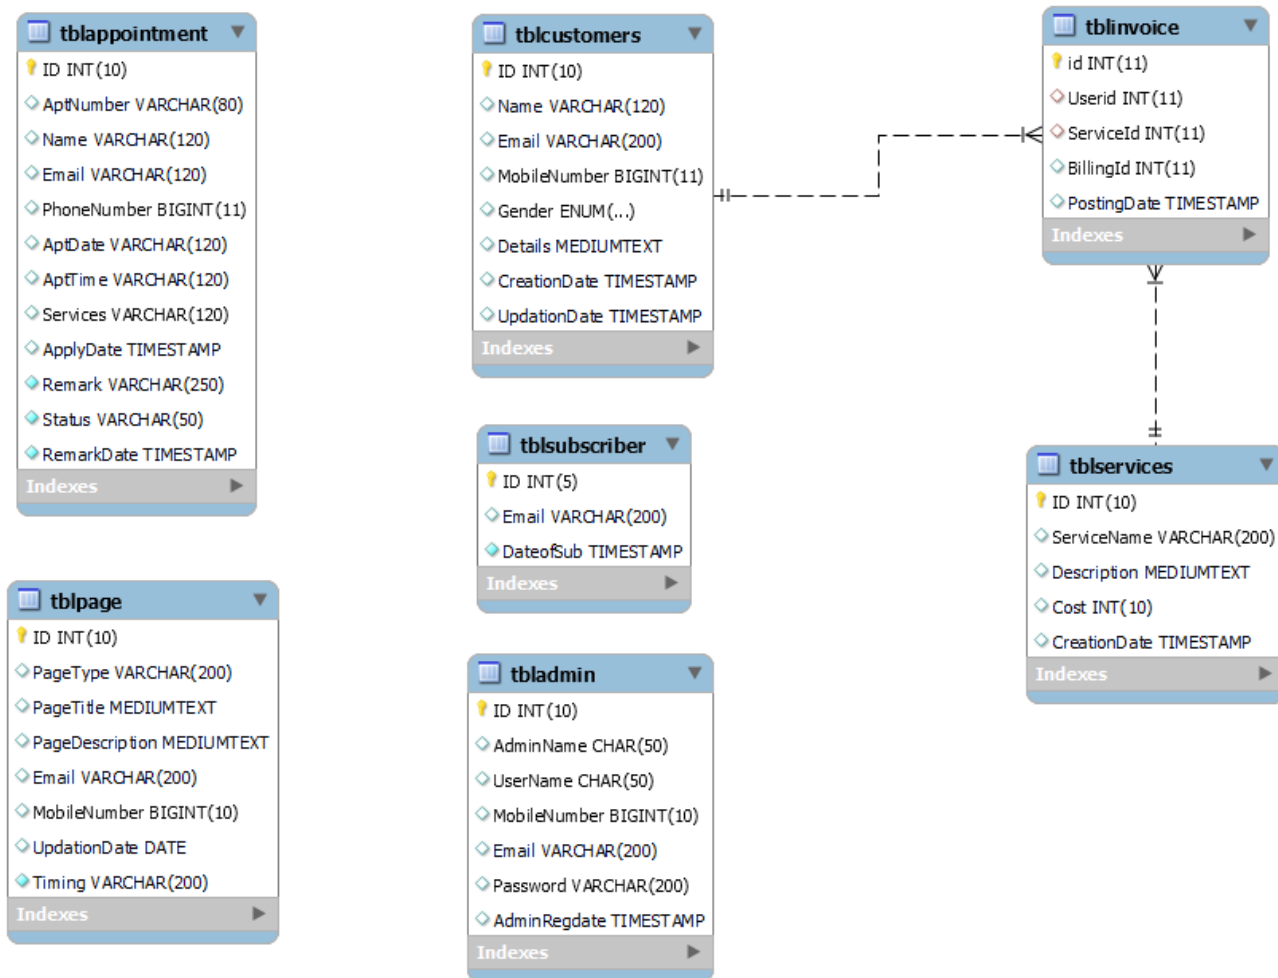 tblappointment
ID INT(10)
AptNumber VARCHAR(80)
Name VARCHAR(120)
Email VARCHAR(120)
PhoneNumber BIGINT(11)
AptDate VARCHAR(120)
AptTime VARCHAR(120)
Services VARCHAR(120)
ApplyDate TIMESTAMP
Remark VARCHAR(250)
Status VARCHAR(50)
RemarkDate TIMESTAMP
Indexes
tblcustomers
ID INT(10)
Name VARCHAR(120)
Email VARCHAR(200)
MobileNumber BIGINT(11)
Gender ENUM(...)
Details MEDIUMTEXT
CreationDate TIMESTAMP
UpdationDate TIMESTAMP
Indexes
tblinvoice
id INT(11)
Userid INT(11)
ServiceId INT(11)
BillingId INT(11)
PostingDate TIMESTAMP
Indexes
tblsubscriber
ID INT(5)
Email VARCHAR(200)
DateofSub TIMESTAMP
Indexes
tblservices
ID INT(10)
ServiceName VARCHAR(200)
Description MEDIUMTEXT
Cost INT(10)
CreationDate TIMESTAMP
Indexes
tblpage
ID INT(10)
PageType VARCHAR(200)
PageTitle MEDIUMTEXT
PageDescription MEDIUMTEXT
Email VARCHAR(200)
MobileNumber BIGINT(10)
UpdationDate DATE
Timing VARCHAR(200)
Indexes
tbladmin
ID INT(10)
AdminName CHAR(50)
UserName CHAR(50)
MobileNumber BIGINT(10)
Email VARCHAR(200)
Password VARCHAR(200)
AdminRegdate TIMESTAMP
Indexes